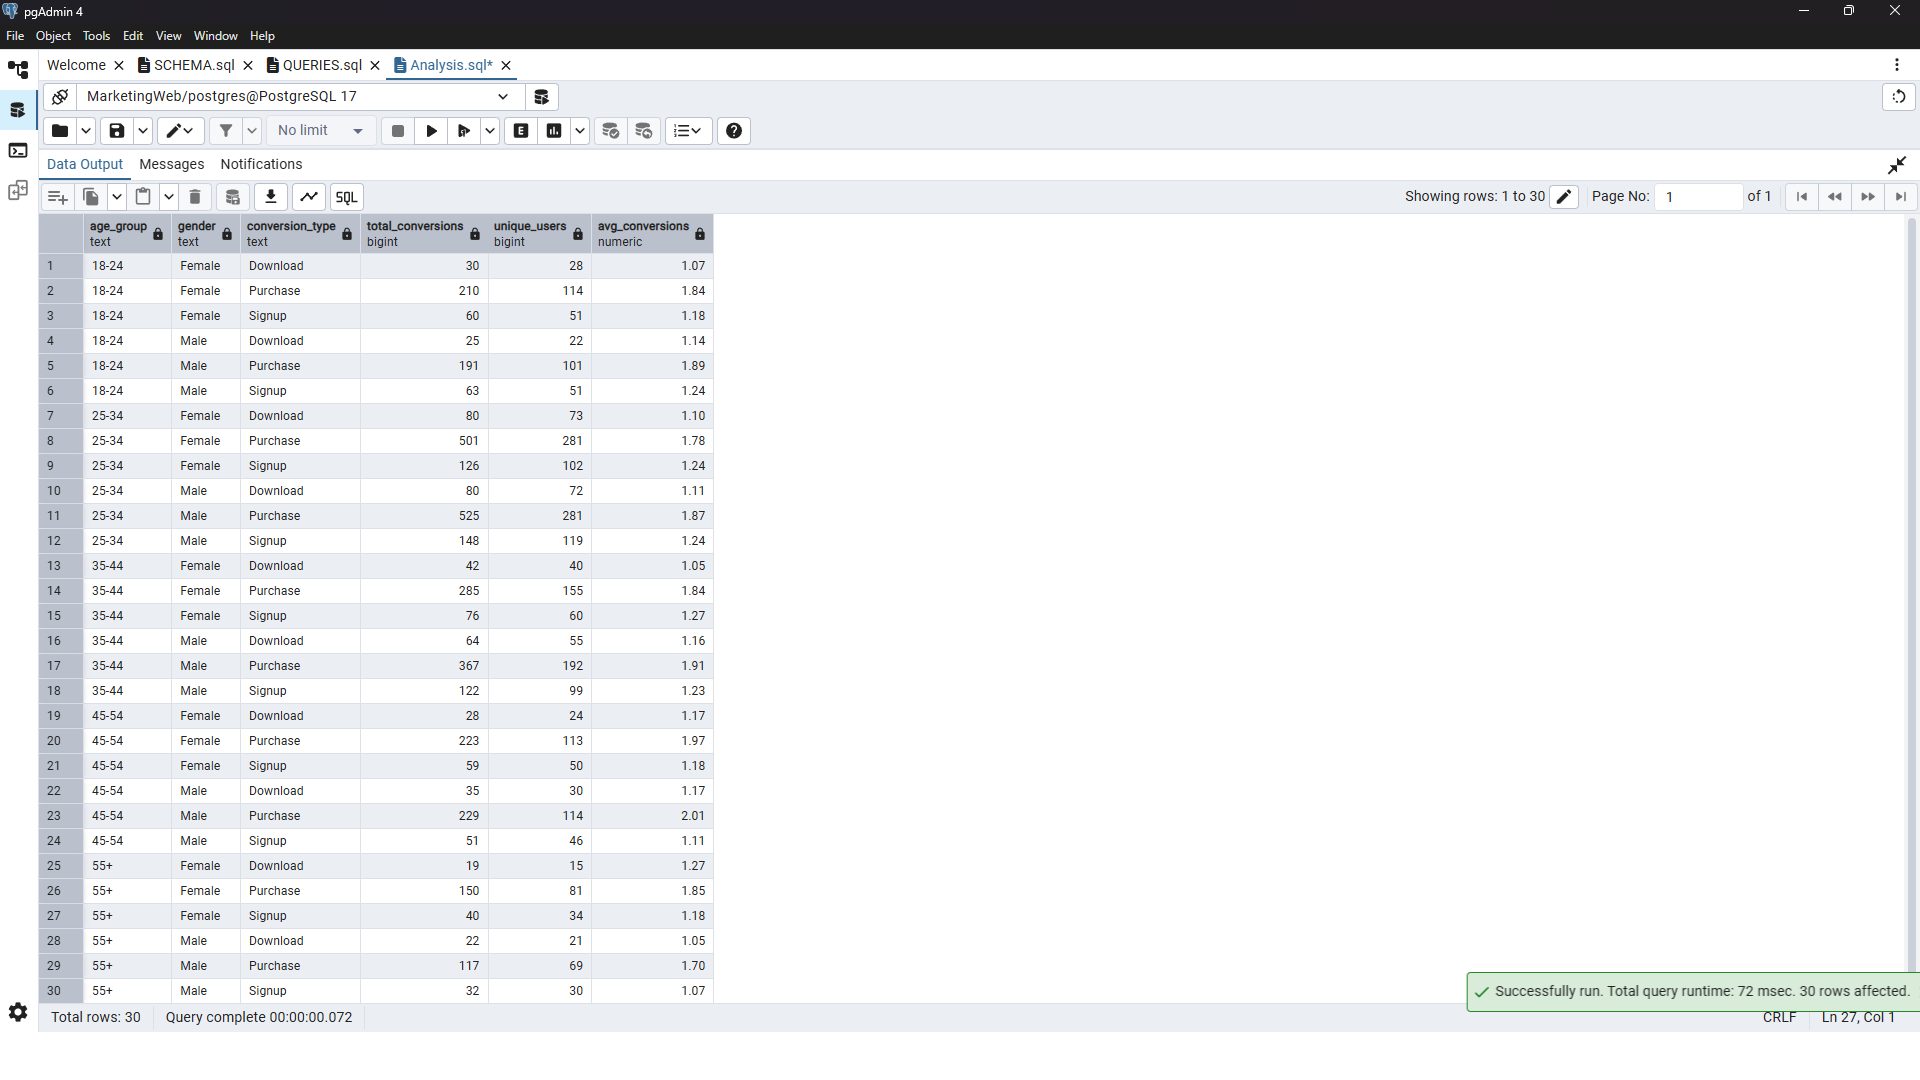 pgAdmin 4
File Object Tools Edit View Window Help
Welcome SCHEMA.sql QUERIES.sql Analysis.sql*
MarketingWeb/postgres@PostgreSQL 17
No limit E
Data Output Messages Notifications
SQL Showing rows: 1 to 30 Page No: 1 of 1
age_group gender conversion_type total_conversions unique_users avg_conversions
text text text bigint bigint numeric
1 18-24 Female Download 30 28 1.07
2 18-24 Female Purchase 210 114 1.84
3 18-24 Female Signup 60 51 1.18
4 18-24 Male Download 25 22 1.14
5 18-24 Male Purchase 191 101 1.89
6 18-24 Male Signup 63 51 1.24
7 25-34 Female Download 80 73 1.10
8 25-34 Female Purchase 501 281 1.78
9 25-34 Female Signup 126 102 1.24
10 25-34 Male Download 80 72 1.11
11 25-34 Male Purchase 525 281 1.87
12 25-34 Male Signup 148 119 1.24
13 35-44 Female Download 42 40 1.05
14 35-44 Female Purchase 285 155 1.84
15 35-44 Female Signup 76 60 1.27
16 35-44 Male Download 64 55 1.16
17 35-44 Male Purchase 367 192 1.91
18 35-44 Male Signup 122 99 1.23
19 45-54 Female Download 28 24 1.17
20 45-54 Female Purchase 223 113 1.97
21 45-54 Female Signup 59 50 1.18
22 45-54 Male Download 35 30 1.17
23 45-54 Male Purchase 229 114 2.01
24 45-54 Male Signup 51 46 1.11
25 55+ Female Download 19 15 1.27
26 55+ Female Purchase 150 81 1.85
27 55+ Female Signup 40 34 1.18
28 55+ Male Download 22 21 1.05
29 55+ Male Purchase 117 69 1.70
30 55+ Male Signup 32 30 1.07
Successfully run. Total query runtime: 72 msec. 30 rows affected.
Total rows: 30 Query complete 00:00:00.072 CRLF Ln 27, Col 1